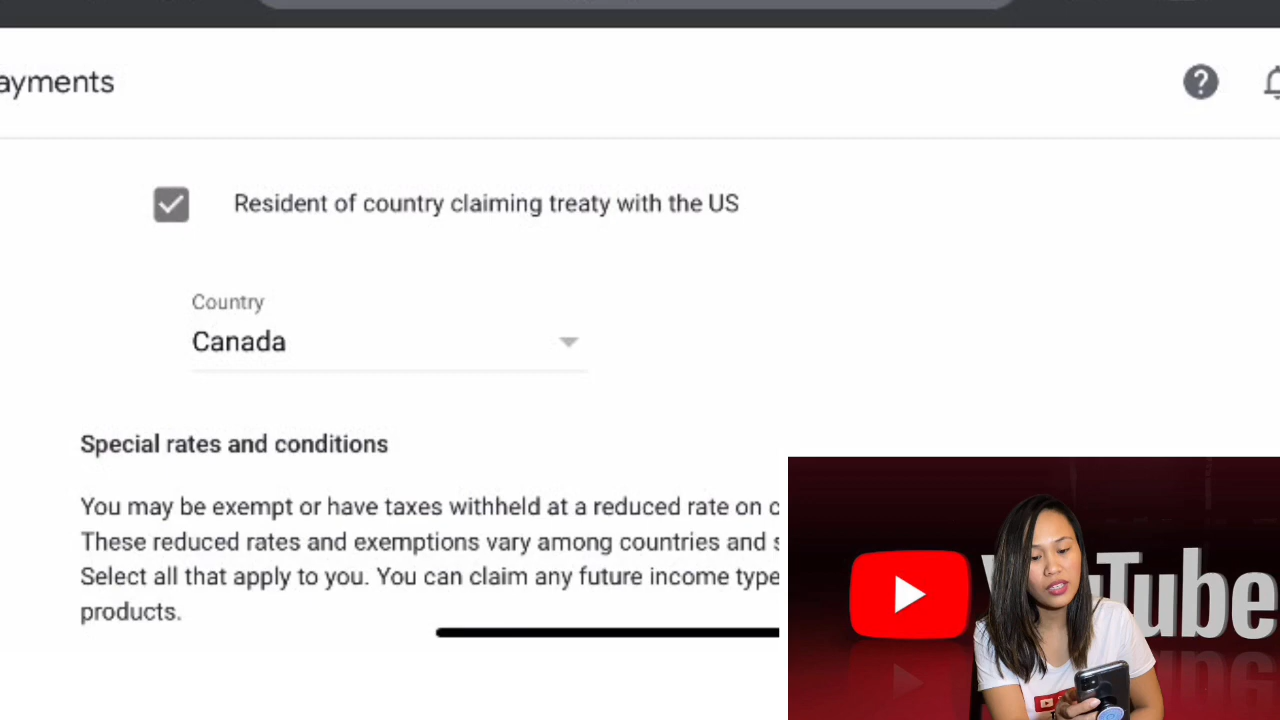 ayments
Resident of country claiming treaty with the US
Country
Canada
Special rates and conditions
You may be exempt or have taxes withheld at a reduced rate on
These reduced rates and exemptions vary among countries and
Select all that apply to you. You can claim any future income type
products.
YouTube